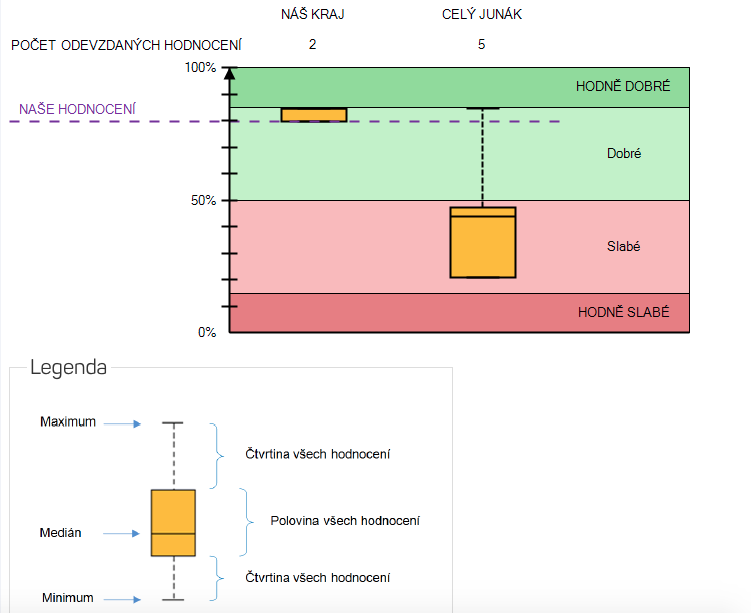 NÁŠ KRAJ CELÝ JUNÁK
POČET ODEVZDANÝCH HODNOCENÍ 2 5
100%
HODNĚ DOBRÉ
NAŠE HODNOCENÍ
Dobré
50%
Slabé
HODNĚ SLABÉ
0%
Legenda
Maximum
Čtvrtina všech hodnocení
Polovina všech hodnocení
Medián
Čtvrtina všech hodnocení
Minimum